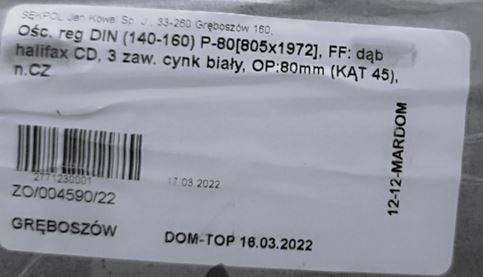 SĘKPOL Jan Kowal Sp. J., 33-260 Gręboszów 160,
Ośc. reg DIN (140-160) P-80[805x1972], FF: dąb
halifax CD, 3 zaw. cynk biały, OP:80mm (KĄT 45),
n.CZ
2771230001
17.03.2022
ZO/004590/22
GRĘBOSZÓW
DOM-TOP 16.03.2022
12-12-MARDOM